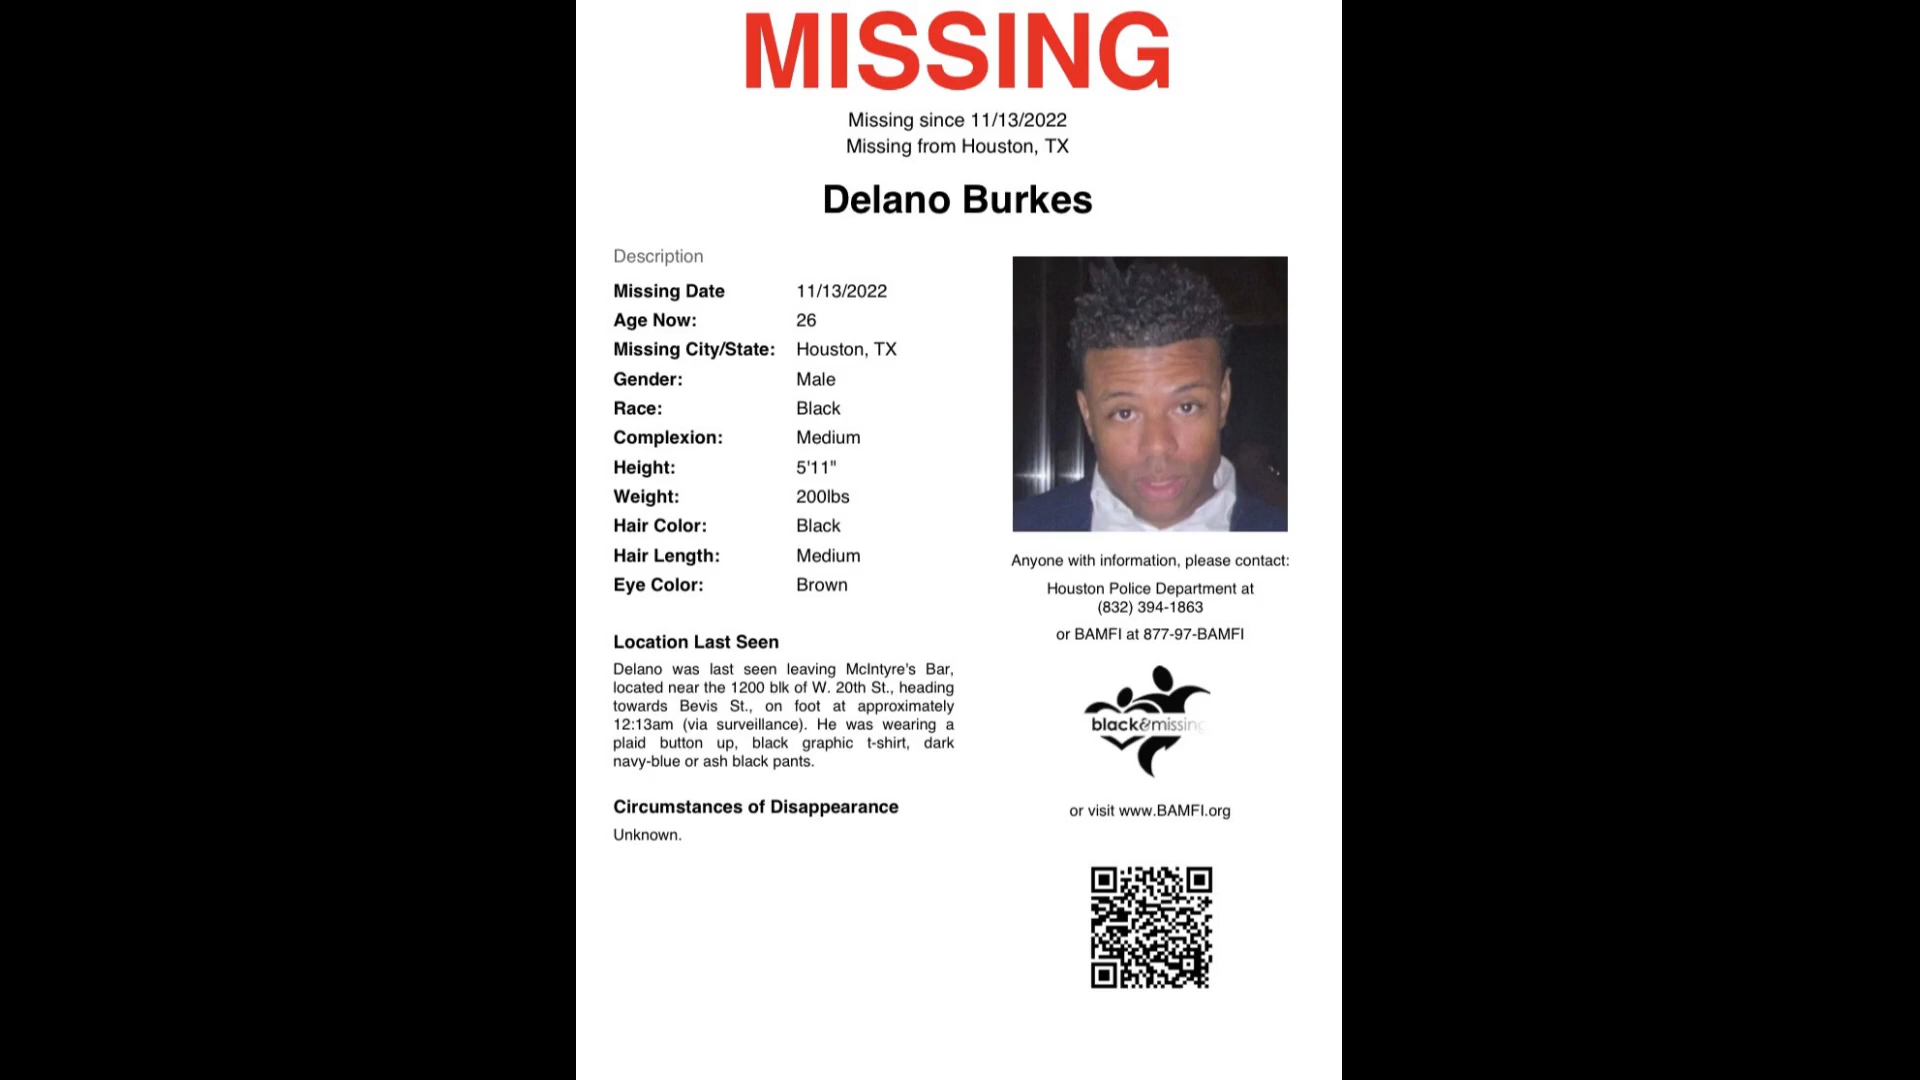 MISSING
Missing since 11/13/2022
Missing from Houston, TX
Delano Burkes
Description
Missing Date 11/13/2022
Age Now: 26
Missing City/State: Houston, TX
Gender: Male
Race: Black
Complexion: Medium
Height: 5'11"
Weight: 200lbs
Hair Color: Black
Hair Length: Medium
Eye Color: Brown
Location Last Seen
Delano was last seen leaving McIntyre's Bar,
located near the 1200 blk of W. 20th St., heading
towards Bevis St., on foot at approximately
12:13am (via surveillance). He was wearing a
plaid button up, black graphic t-shirt, dark
navy-blue or ash black pants.
Circumstances of Disappearance
Unknown.
Anyone with information, please contact:
Houston Police Department at
(832) 394-1863
or BAMFI at 877-97-BAMFI
black&missing
or visit www.BAMFI.org